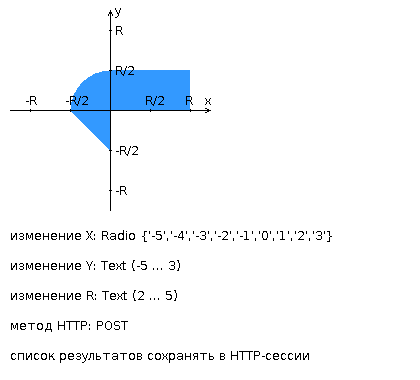 y
R
R/2
-R
-R/2
R/2
R
x
-R/2
-R
изменение X: Radio {'-5','-4','-3','-2','-1','0','1','2','3'}
изменение Y: Text (-5 ... 3)
изменение R: Text (2 ... 5)
метод HTTP: POST
список результатов сохранять в HTTP-сессии